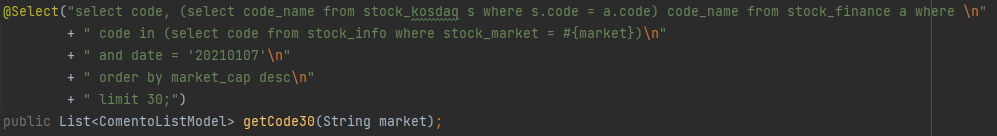 @Select("select code, (select code_name from stock_kosdaq s where s.code = a.code) code_name from stock_finance a where \n"
+ " code in (select code from stock_info where stock_market = #{market})\n"
+ " and date = '20210107'\n"
+ " order by market_cap desc\n"
+ " limit 30;")
public List<ComentoListModel> getCode30(String market);